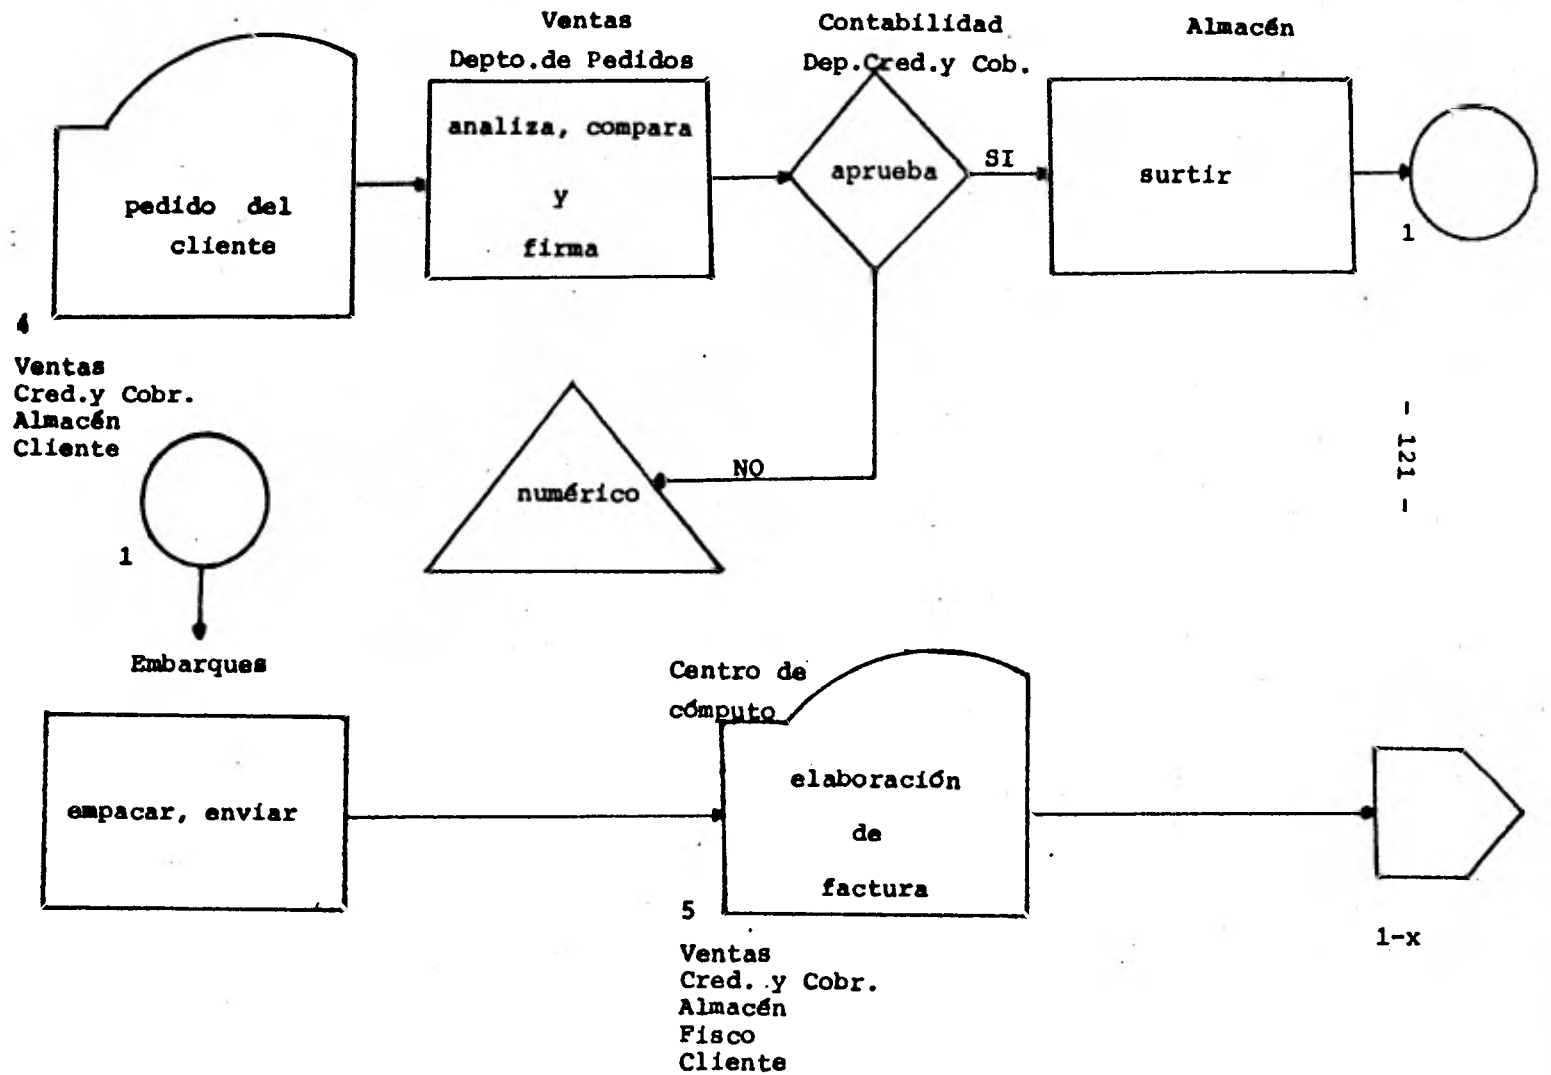 Ventas
Depto.de Pedidos
Contabilidad
Dep.Cred.y Cob.
Almacén
pedido del
cliente
analiza, compara
y
firma
aprueba
SI
surtir
1
4
Ventas
Cred.y Cobr.
Almacén
Cliente
NO
numérico
- 121 -
1
Embarques
empacar, enviar
Centro de
cómputo
elaboración
de
factura
5
Ventas
Cred. y Cobr.
Almacén
Fisco
Cliente
1-x